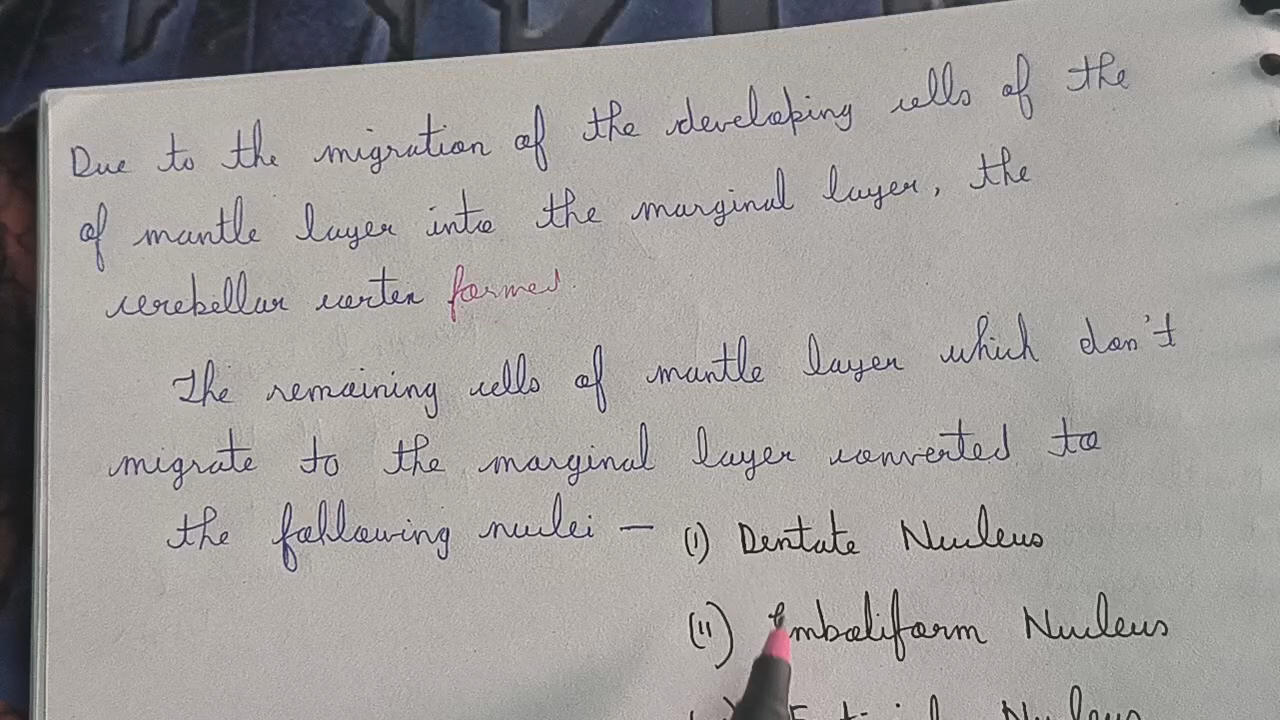 Due to the migration of the developing cells of the
of mantle layer into the marginal layer, the
cerebellar cortex formed.
The remaining cells of mantle layer which don't
migrate to the marginal layer converted to
the following nuclei — (i) Dentate Nucleus
(ii) Emboliform Nucleus
Nucleus